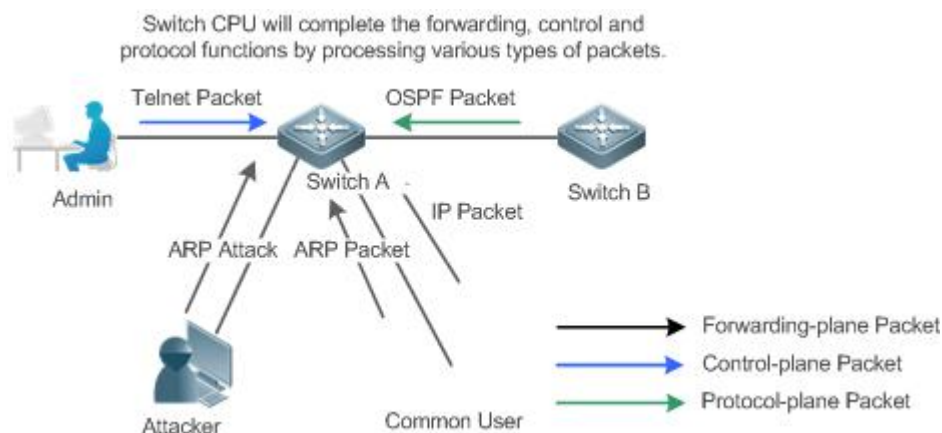 Switch CPU will complete the forwarding, control and
protocol functions by processing various types of packets.
Telnet Packet
OSPF Packet
Admin
Switch A
Switch B
IP Packet
ARP Attack
ARP Packet
Forwarding-plane Packet
Control-plane Packet
Protocol-plane Packet
Attacker
Common User